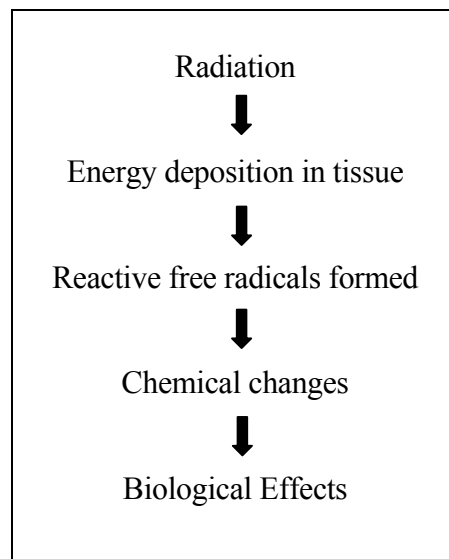 Radiation
Energy deposition in tissue
Reactive free radicals formed
Chemical changes
Biological Effects